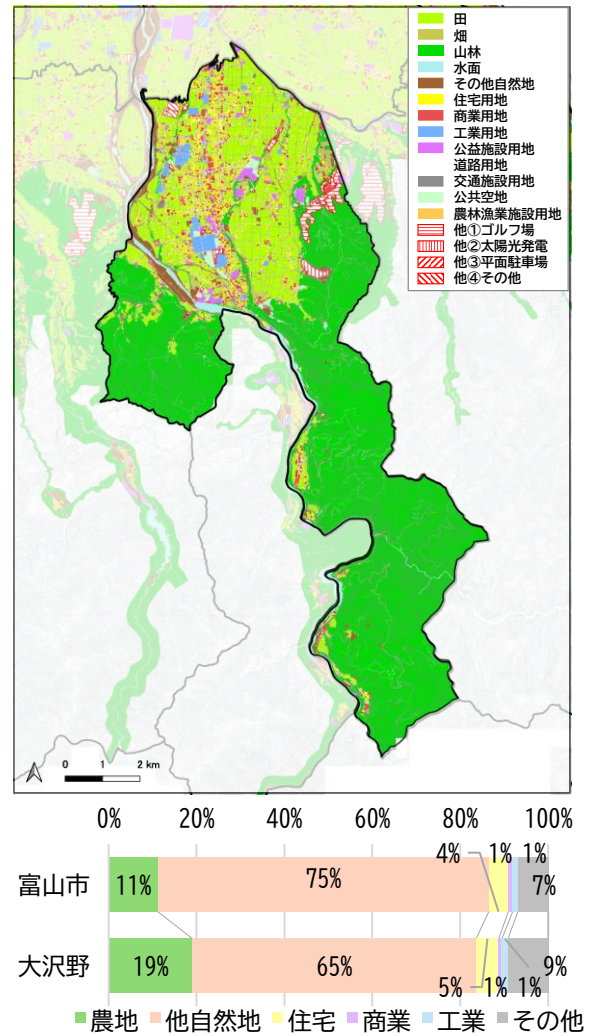 田
畑
山林
水面
その他自然地
住宅用地
商業用地
工業用地
公益施設用地
道路用地
交通施設用地
公共空地
農林漁業施設用地
他①ゴルフ場
他②太陽光発電
他③平面駐車場
他④その他
0 1 2 km
0% 20% 40% 60% 80% 100%
4% 1% 1%
富山市 11% 75% 7%
大沢野 19% 65% 9%
5% 1% 1%
農地 他自然地 住宅 商業 工業 その他